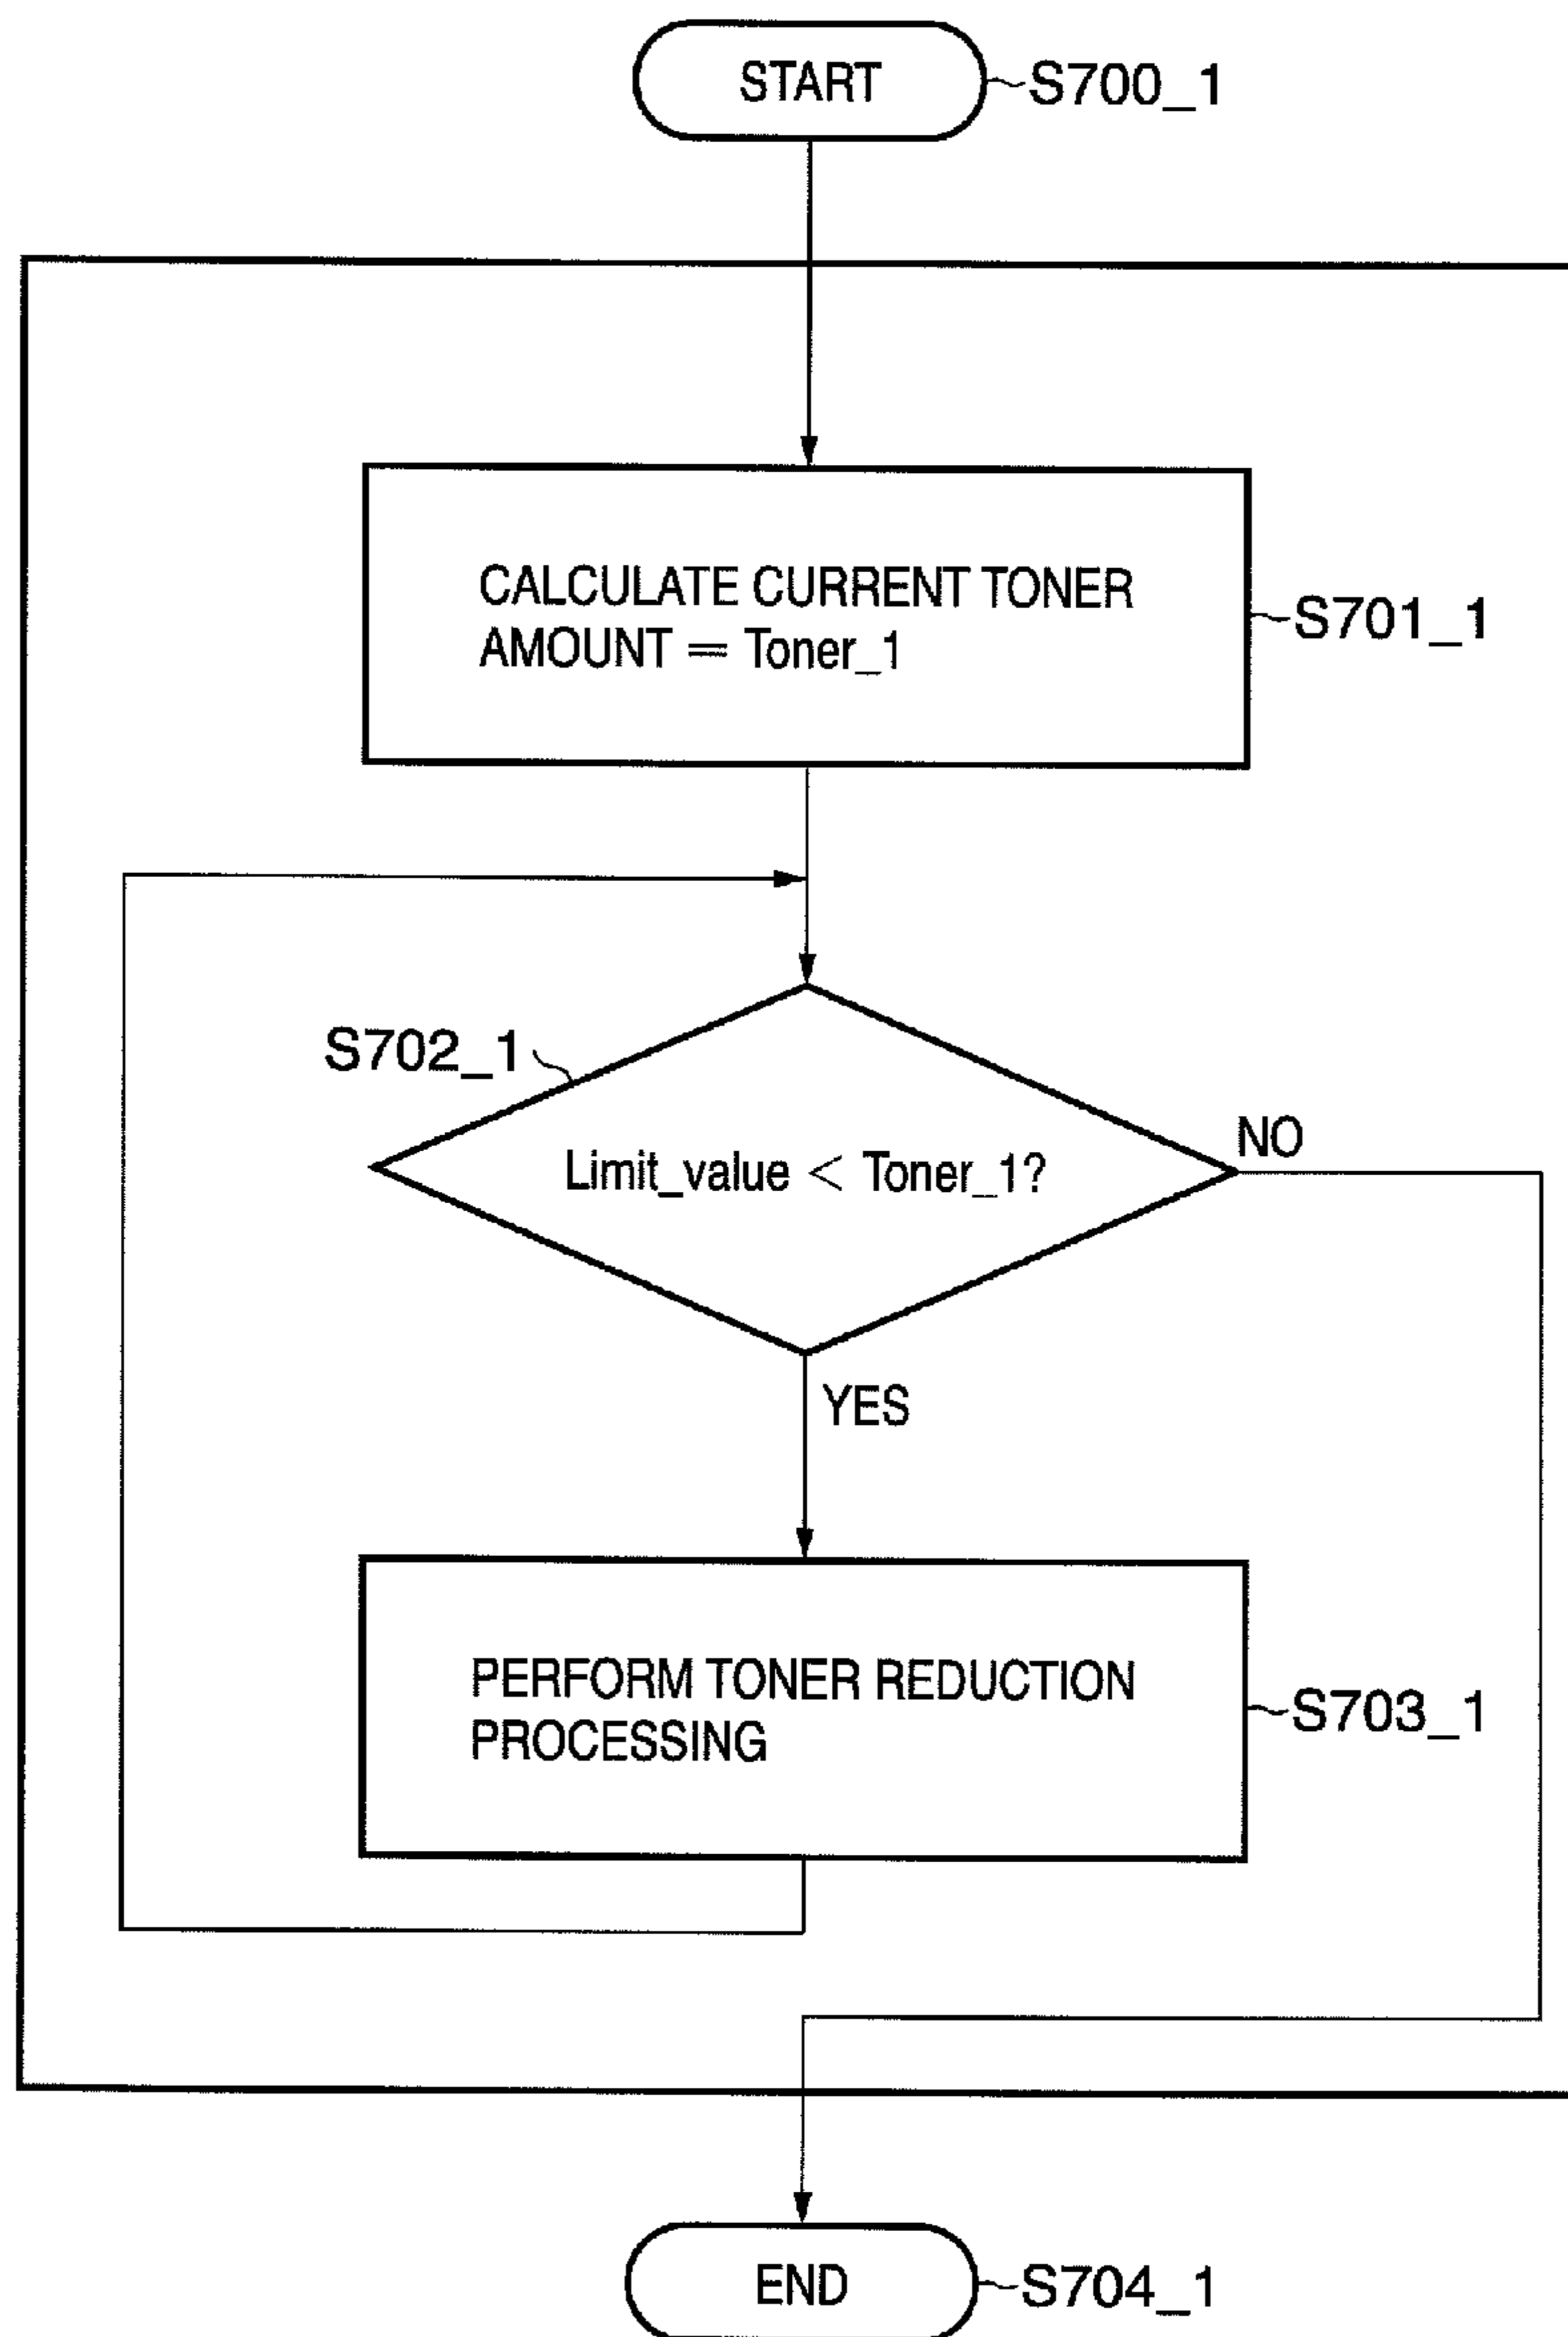 START
S700_1
CALCULATE CURRENT TONER
AMOUNT = Toner_1
S701_1
S702_1
Limit_value < Toner_1?
NO
YES
PERFORM TONER REDUCTION
PROCESSING
S703_1
END
S704_1